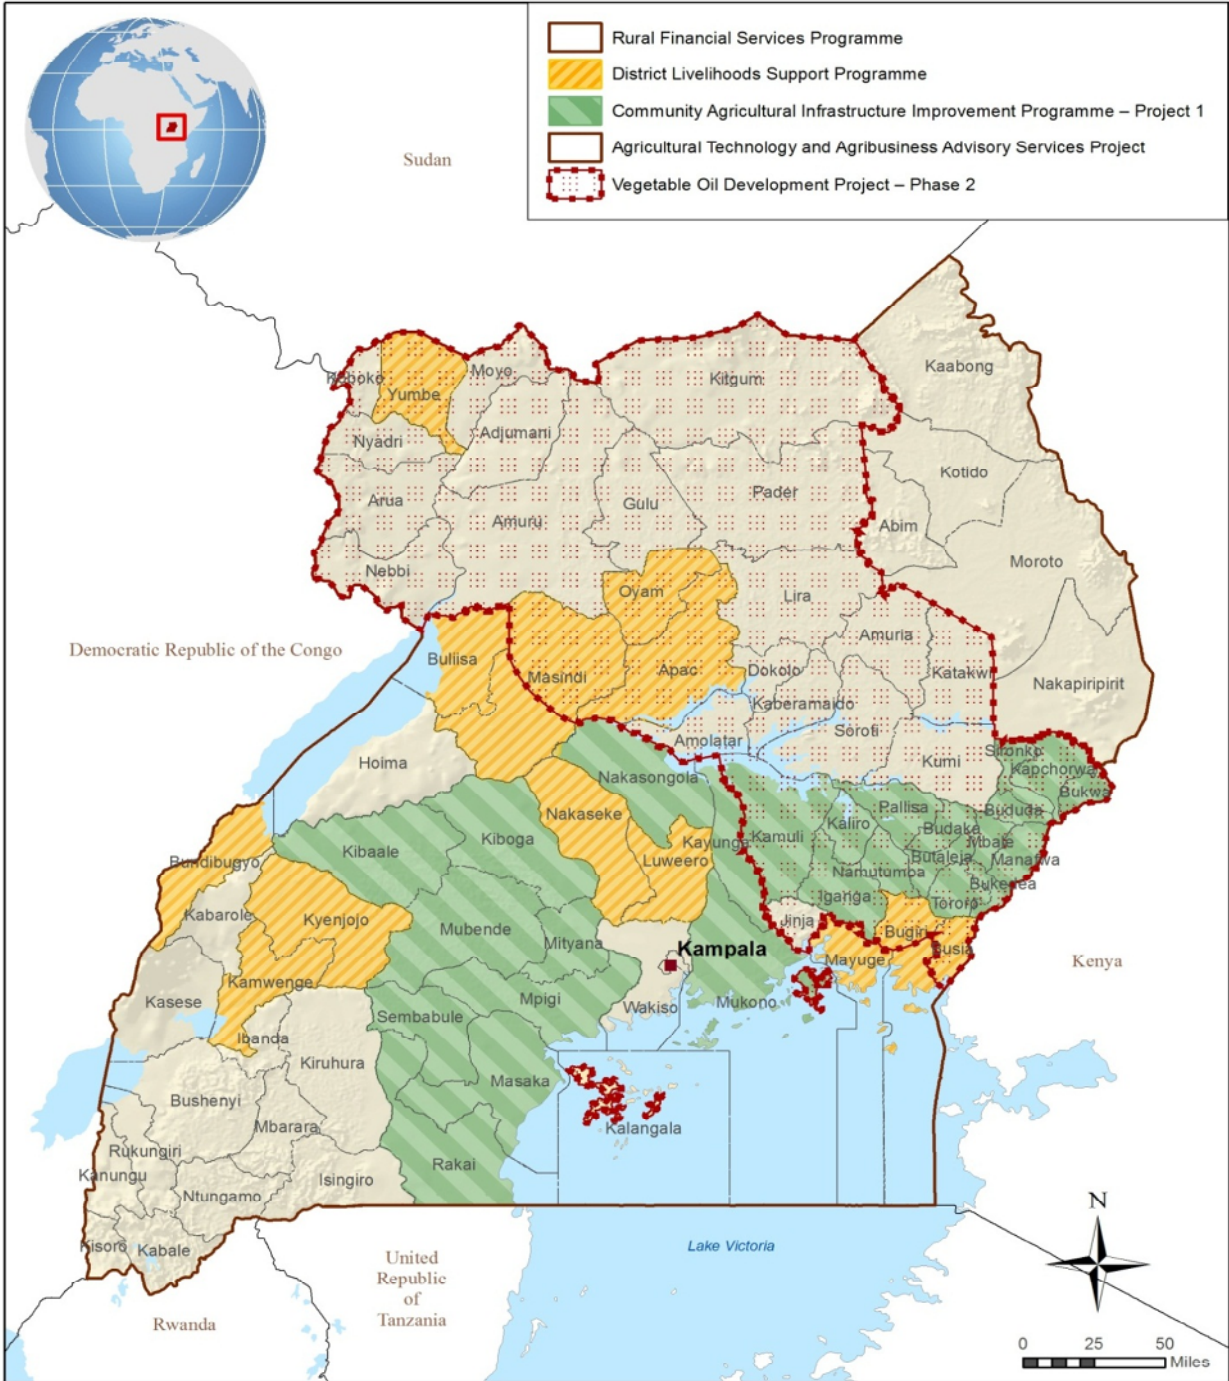 Rural Financial Services Programme
District Livelihoods Support Programme
Community Agricultural Infrastructure Improvement Programme – Project 1
Agricultural Technology and Agribusiness Advisory Services Project
Vegetable Oil Development Project – Phase 2
Sudan
Kaabong
Koboko
Moyo
Kitgum
Yumbe
Nyadri
Adjumani
Kotido
Arua
Amuru
Gulu
Pader
Abim
Moroto
Nebbi
Oyam
Lira
Amuria
Democratic Republic of the Congo
Buliisa
Masindi
Apac
Dokolo
Katakwi
Nakapiripirit
Kaberamaido
Soroti
Amolatar
Sironko
Hoima
Nakasongola
Kumi
Kapchorwa
Bukwa
Nakaseke
Pallisa
Bududa
Kibaale
Kiboga
Kayunga
Kamuli
Kaliro
Budaka
Mbale
Bundibugyo
Luweero
Butaleja
Manafwa
Namutumba
Bukedea
Kabarole
Kyenjojo
Iganga
Tororo
Mubende
Mityana
Jinja
Bugiri
Busia
Kampala
Mayuge
Kenya
Kasese
Kamwenge
Mpigi
Wakiso
Mukono
Sembabule
Ibanda
Kiruhura
Masaka
Bushenyi
Mbarara
Kalangala
Rukungiri
Kanungu
Ntungamo
Isingiro
Rakai
Kisoro
Kabale
Lake Victoria
N
United
Republic
of
Tanzania
Rwanda
0 25 50
Miles